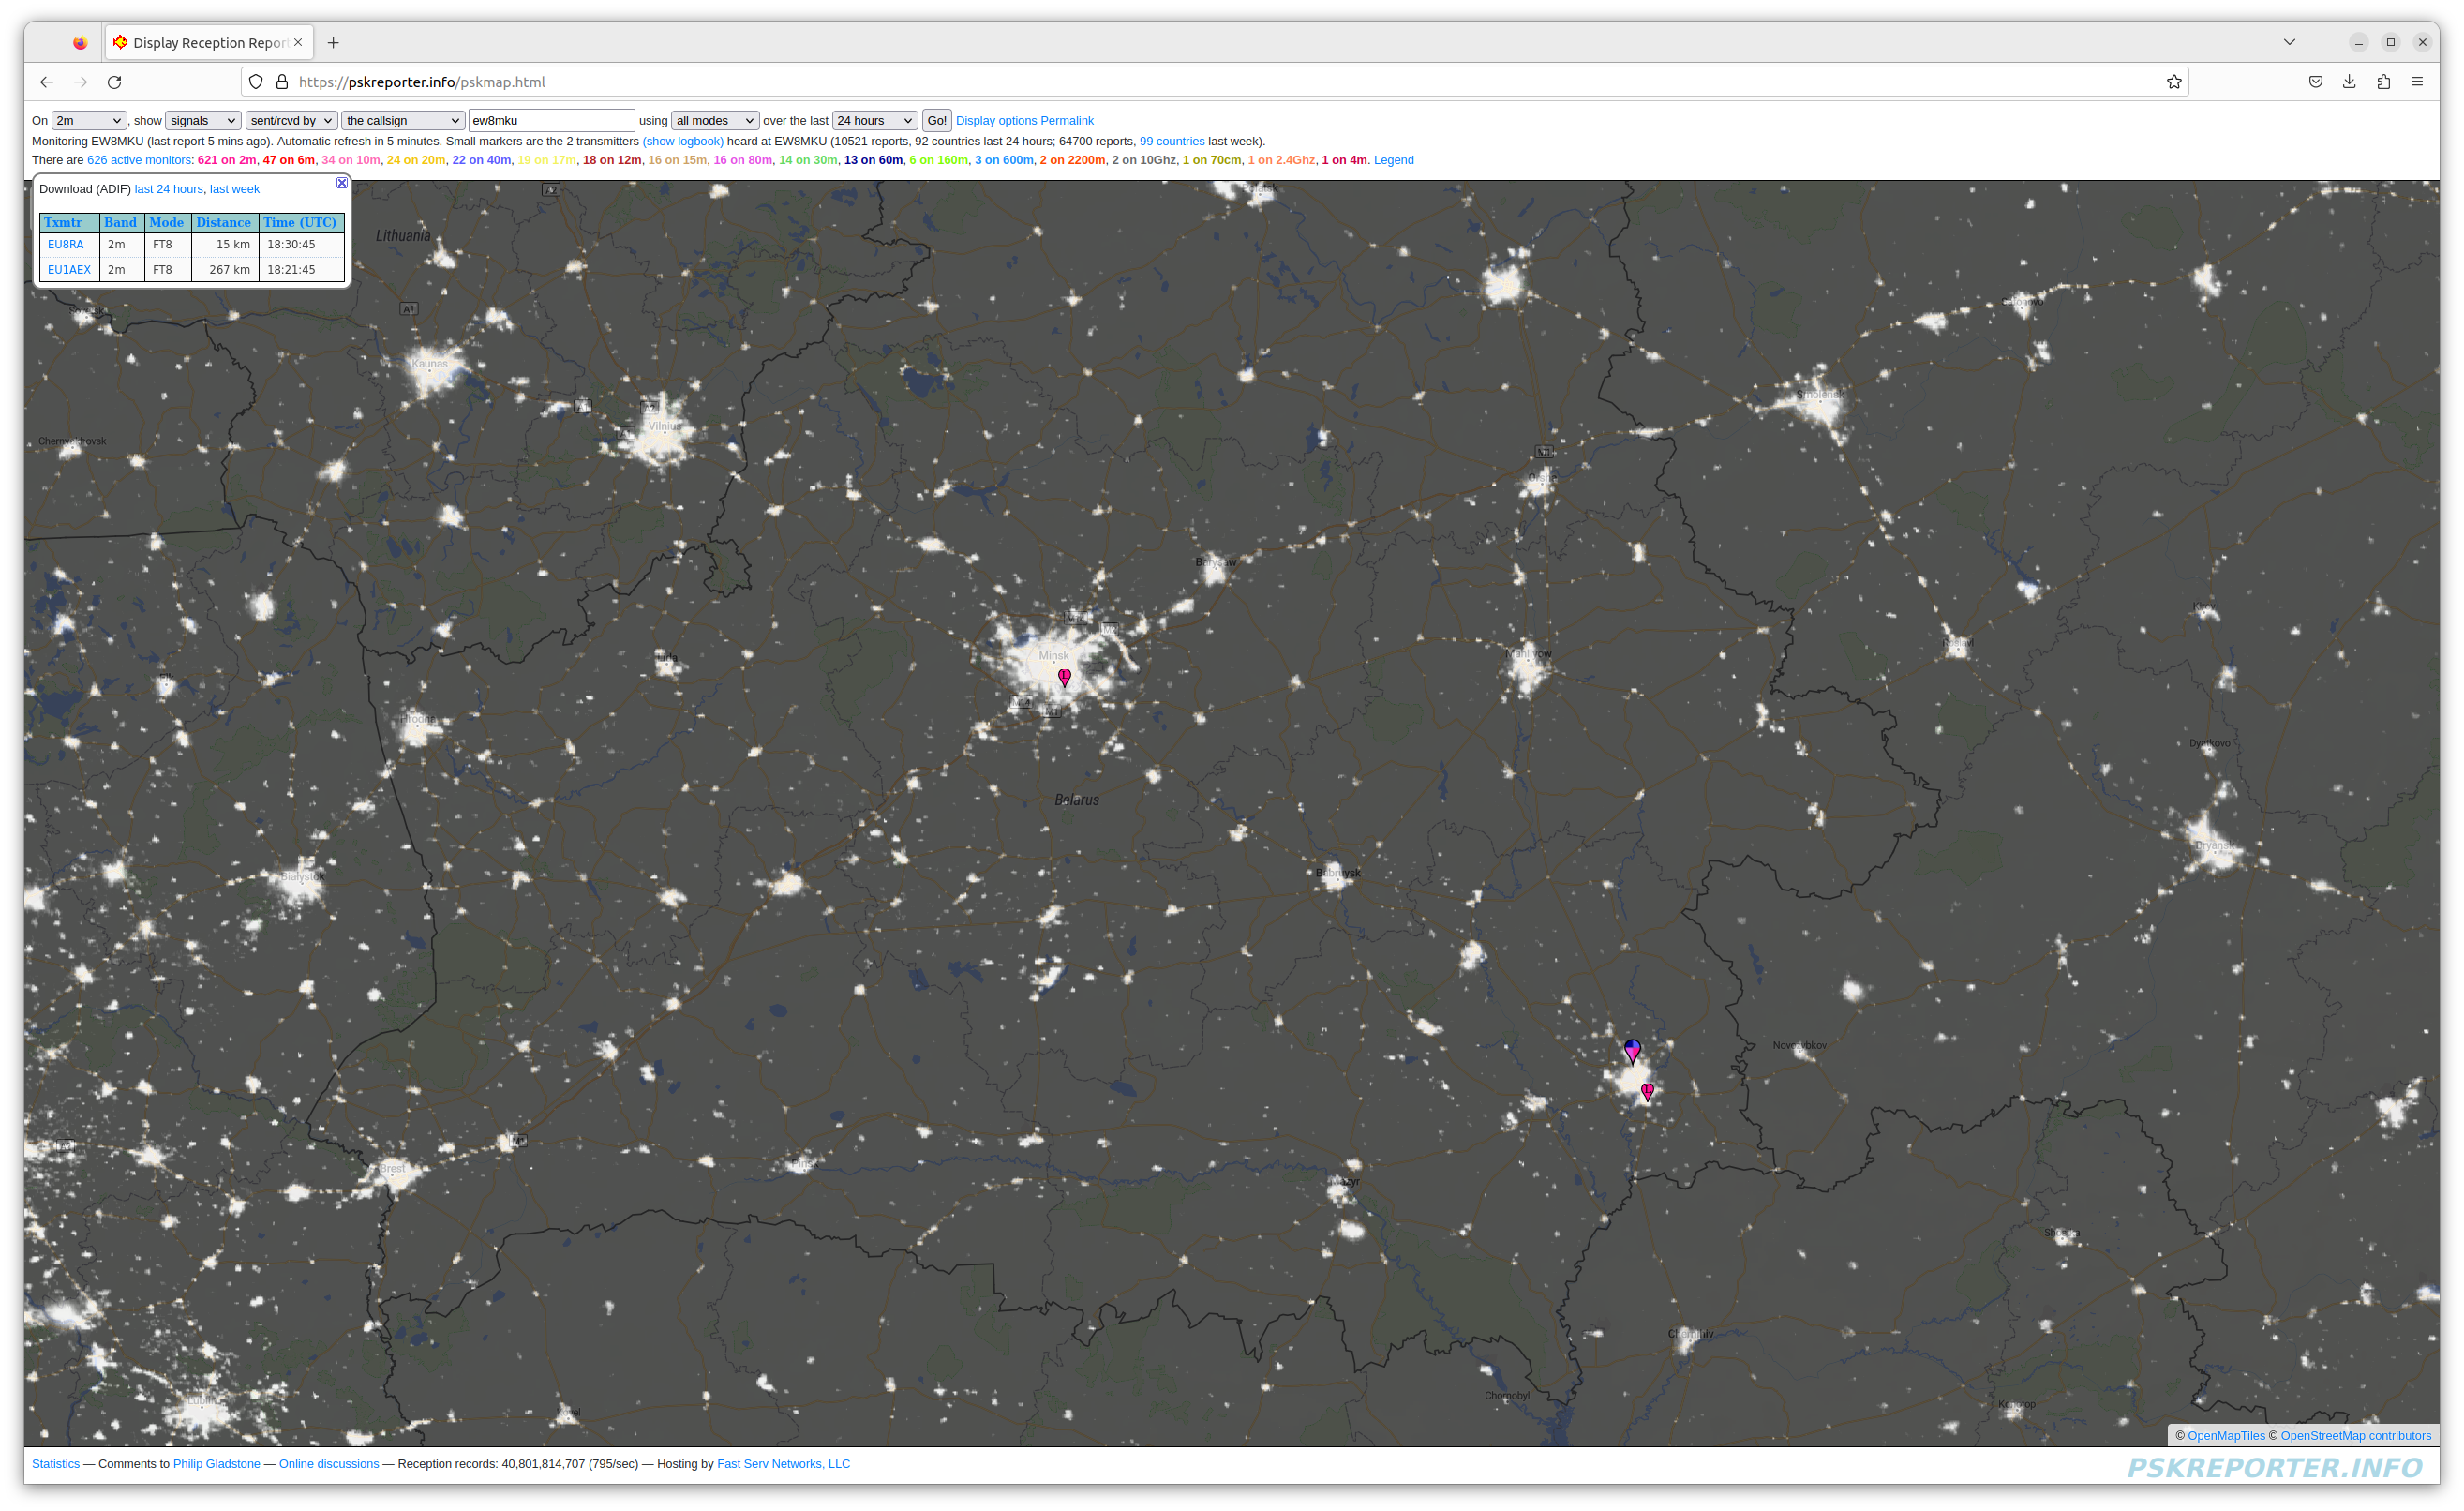 Display Reception Repor
https://pskreporter.info/pskmap.html
On 2m, show signals sent/rcvd by the callsign ew8mku using all modes over the last 24 hours Go! Display options Permalink
Monitoring EW8MKU (last report 5 mins ago). Automatic refresh in 5 minutes. Small markers are the 2 transmitters (show logbook) heard at EW8MKU (10521 reports, 92 countries last 24 hours; 64700 reports, 99 countries last week).
There are 626 active monitors: 621 on 2m, 47 on 6m, 34 on 10m, 24 on 20m, 22 on 40m, 19 on 17m, 18 on 12m, 16 on 15m, 16 on 80m, 14 on 30m, 13 on 60m, 6 on 160m, 3 on 600m, 2 on 2200m, 2 on 10Ghz, 1 on 70cm, 1 on 2.4Ghz, 1 on 4m. Legend
Download (ADIF) last 24 hours, last week
Txmtr Band Mode Distance Time (UTC)
EU8RA 2m FT8 15 km 18:30:45
EU1AEX 2m FT8 267 km 18:21:45
Lithuania
Kaunas
Smolensk
Vilnius
Chernyakhovsk
Barysaw
Minsk
Lida
Mahilyow
Roslavl
Hrodna
Dyatkovo
Belarus
Bryansk
Babruysk
Bialystok
Novozybkov
Brest
Pinsk
Chernihiv
Chornobyl
Lublin
Konotop
© OpenMapTiles © OpenStreetMap contributors
Statistics — Comments to Philip Gladstone — Online discussions — Reception records: 40,801,814,707 (795/sec) — Hosting by Fast Serv Networks, LLC
PSKREPORTER.INFO